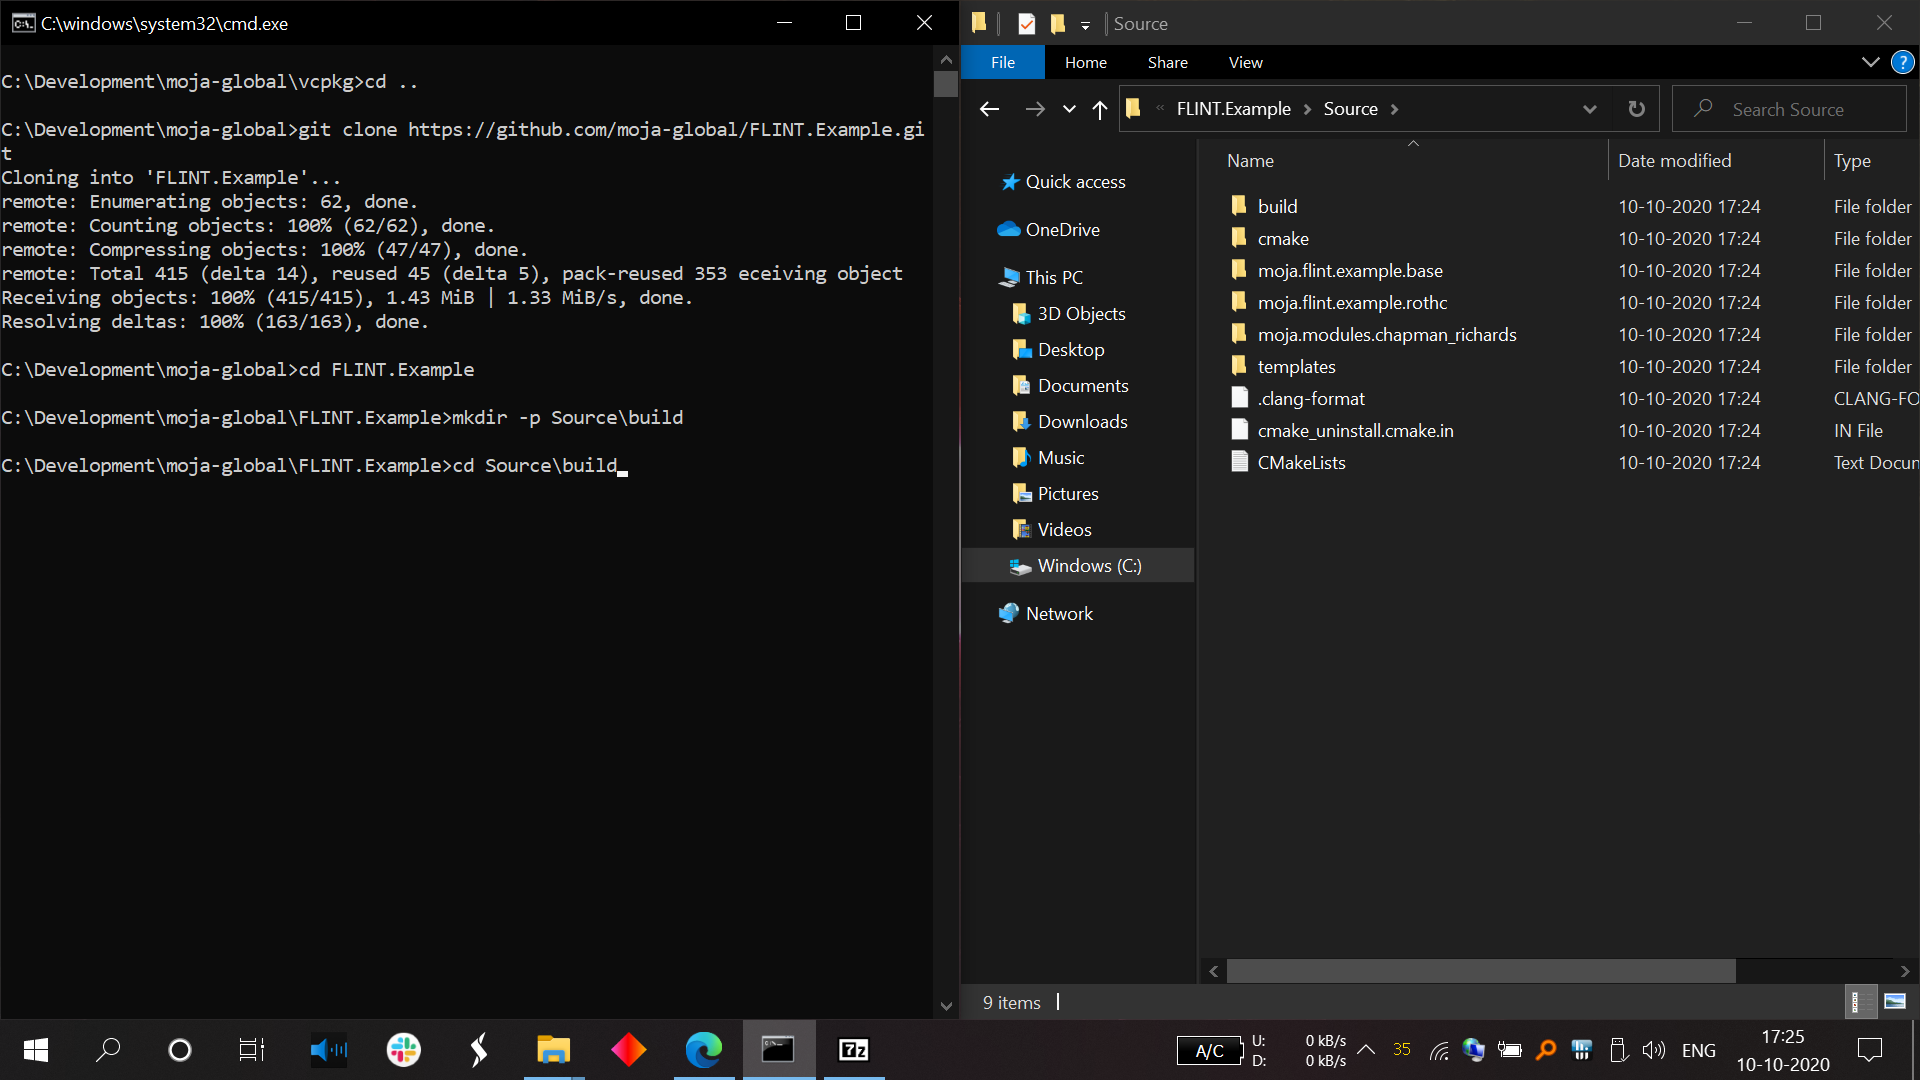 C:\windows\system32\cmd.exe
C:\Development\moja-global\vcpkg>cd ..
C:\Development\moja-global>git clone https://github.com/moja-global/FLINT.Example.gi
t
Cloning into 'FLINT.Example'...
remote: Enumerating objects: 62, done.
remote: Counting objects: 100% (62/62), done.
remote: Compressing objects: 100% (47/47), done.
remote: Total 415 (delta 14), reused 45 (delta 5), pack-reused 353 eceiving object
Receiving objects: 100% (415/415), 1.43 MiB | 1.33 MiB/s, done.
Resolving deltas: 100% (163/163), done.
C:\Development\moja-global>cd FLINT.Example
C:\Development\moja-global\FLINT.Example>mkdir -p Source\build
C:\Development\moja-global\FLINT.Example>cd Source\build
Source
File Home Share View
« FLINT.Example > Source >
Search Source
Quick access
OneDrive
This PC
3D Objects
Desktop
Documents
Downloads
Music
Pictures
Videos
Windows (C:)
Network
Name Date modified Type
build 10-10-2020 17:24 File folder
cmake 10-10-2020 17:24 File folder
moja.flint.example.base 10-10-2020 17:24 File folder
moja.flint.example.rothc 10-10-2020 17:24 File folder
moja.modules.chapman_richards 10-10-2020 17:24 File folder
templates 10-10-2020 17:24 File folder
.clang-format 10-10-2020 17:24 CLANG-FO
cmake_uninstall.cmake.in 10-10-2020 17:24 IN File
CMakeLists 10-10-2020 17:24 Text Docun
9 items
7z
A/C
U: 0 kB/s
D: 0 kB/s
35
ENG
17:25
10-10-2020